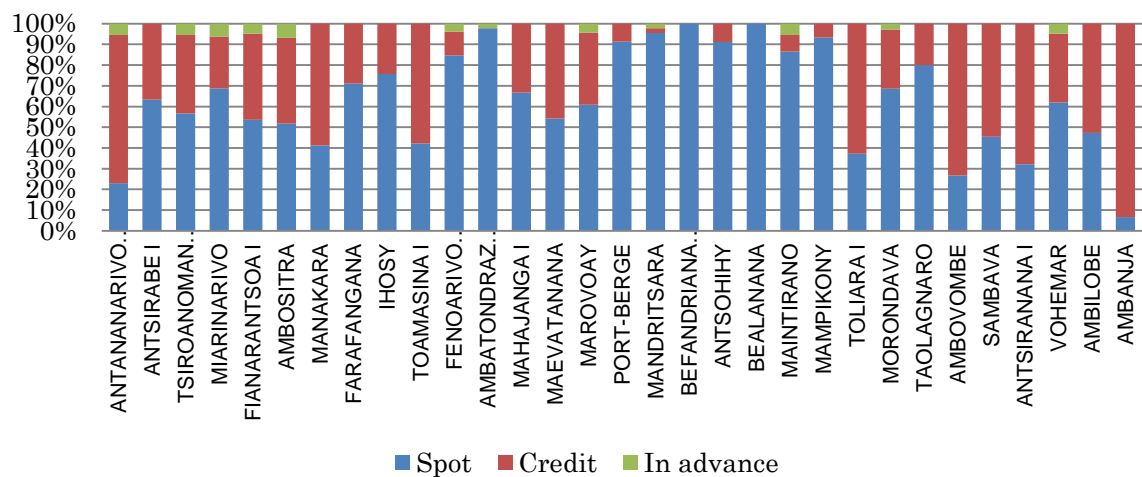 100%
90%
80%
70%
60%
50%
40%
30%
20%
10%
0%
ANTANANARIVO..
ANTSIRABE I
TSIROANOMAN..
MIARINARIVO
FIANARANTSOA I
AMBOSITRA
MANAKARA
FARAFANGANA
IHOSY
TOAMASINA I
FENOARIVO..
AMBATONDRAZ..
MAHAJANGA I
MAEVATANANA
MAROVOAY
PORT-BERGE
MANDRITSARA
BEFANDRIANA..
ANTSOHIHY
BEALANANA
MAINTIRANO
MAMPIKONY
TOLIARA I
MORONDAVA
TAOLAGNARO
AMBOVOMBE
SAMBAVA
ANTSIRANANA I
VOHEMAR
AMBILOBE
AMBANJA
Spot Credit In advance